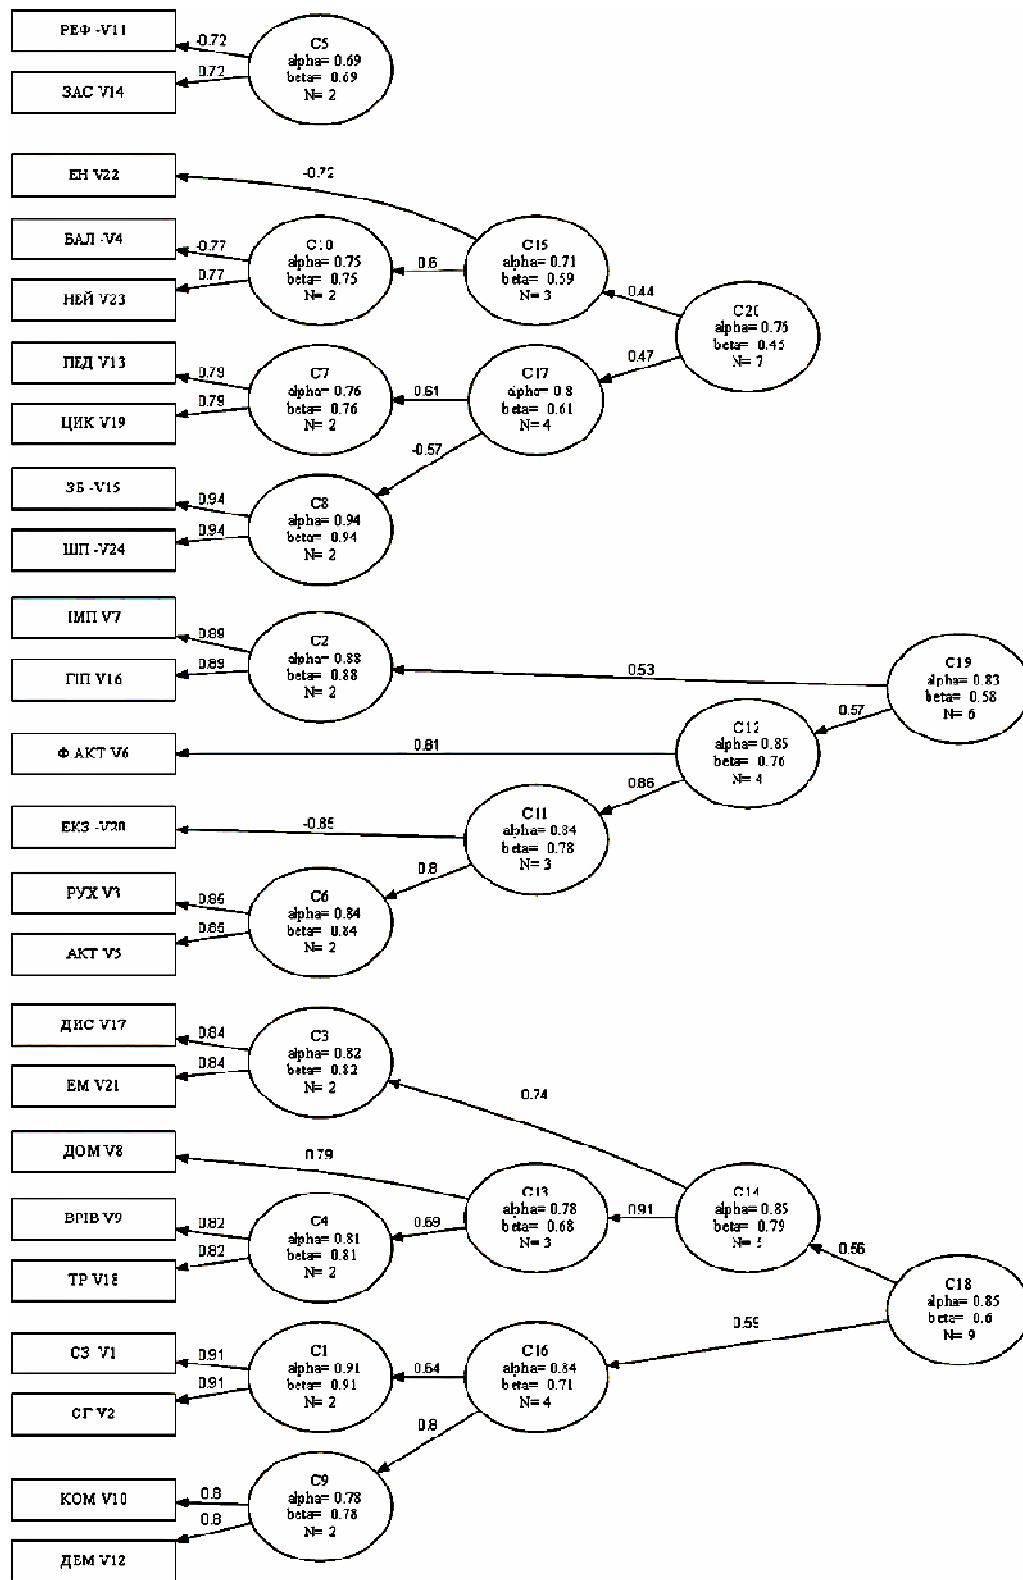 РЕФ -V11
-0.72
C5
alpha= 0.69
beta= 0.69
N= 2
0.72
ЗАС V14
ЕН V22
-0.72
БАЛ -V4
-0.77
C10
alpha= 0.75
beta= 0.75
N= 2
0.6
C15
alpha= 0.71
beta= 0.59
N= 3
0.77
НЕЙ V23
0.44
C20
alpha= 0.75
beta= 0.45
N= 7
ПЕД V13
0.79
C7
alpha= 0.76
beta= 0.76
N= 2
0.61
C17
alpha= 0.8
beta= 0.61
N= 4
0.47
0.79
ЦИК V19
-0.57
ЗБ -V15
0.94
C8
alpha= 0.94
beta= 0.94
N= 2
0.94
ШП -V24
ІМП V7
0.89
C2
alpha= 0.88
beta= 0.88
N= 2
0.53
C19
alpha= 0.83
beta= 0.58
N= 6
0.89
ГІП V16
0.57
Ф.АКТ V6
0.81
C12
alpha= 0.85
beta= 0.76
N= 4
0.86
ЕКЗ -V20
-0.85
C11
alpha= 0.84
beta= 0.78
N= 3
0.8
РУХ V3
0.85
C6
alpha= 0.84
beta= 0.84
N= 2
0.85
АКТ V5
ДИС V17
0.84
C3
alpha= 0.82
beta= 0.82
N= 2
0.84
ЕМ V21
0.74
ДОМ V8
0.79
C13
alpha= 0.78
beta= 0.68
N= 3
0.91
C14
alpha= 0.85
beta= 0.79
N= 5
ВРІВ V9
0.82
C4
alpha= 0.81
beta= 0.81
N= 2
0.69
0.82
ТР V18
0.56
C18
alpha= 0.85
beta= 0.6
N= 9
0.59
СЗ V1
0.91
C1
alpha= 0.91
beta= 0.91
N= 2
0.64
C16
alpha= 0.84
beta= 0.71
N= 4
0.91
СГ V2
0.8
КОМ V10
0.8
C9
alpha= 0.78
beta= 0.78
N= 2
0.8
ДЕМ V12